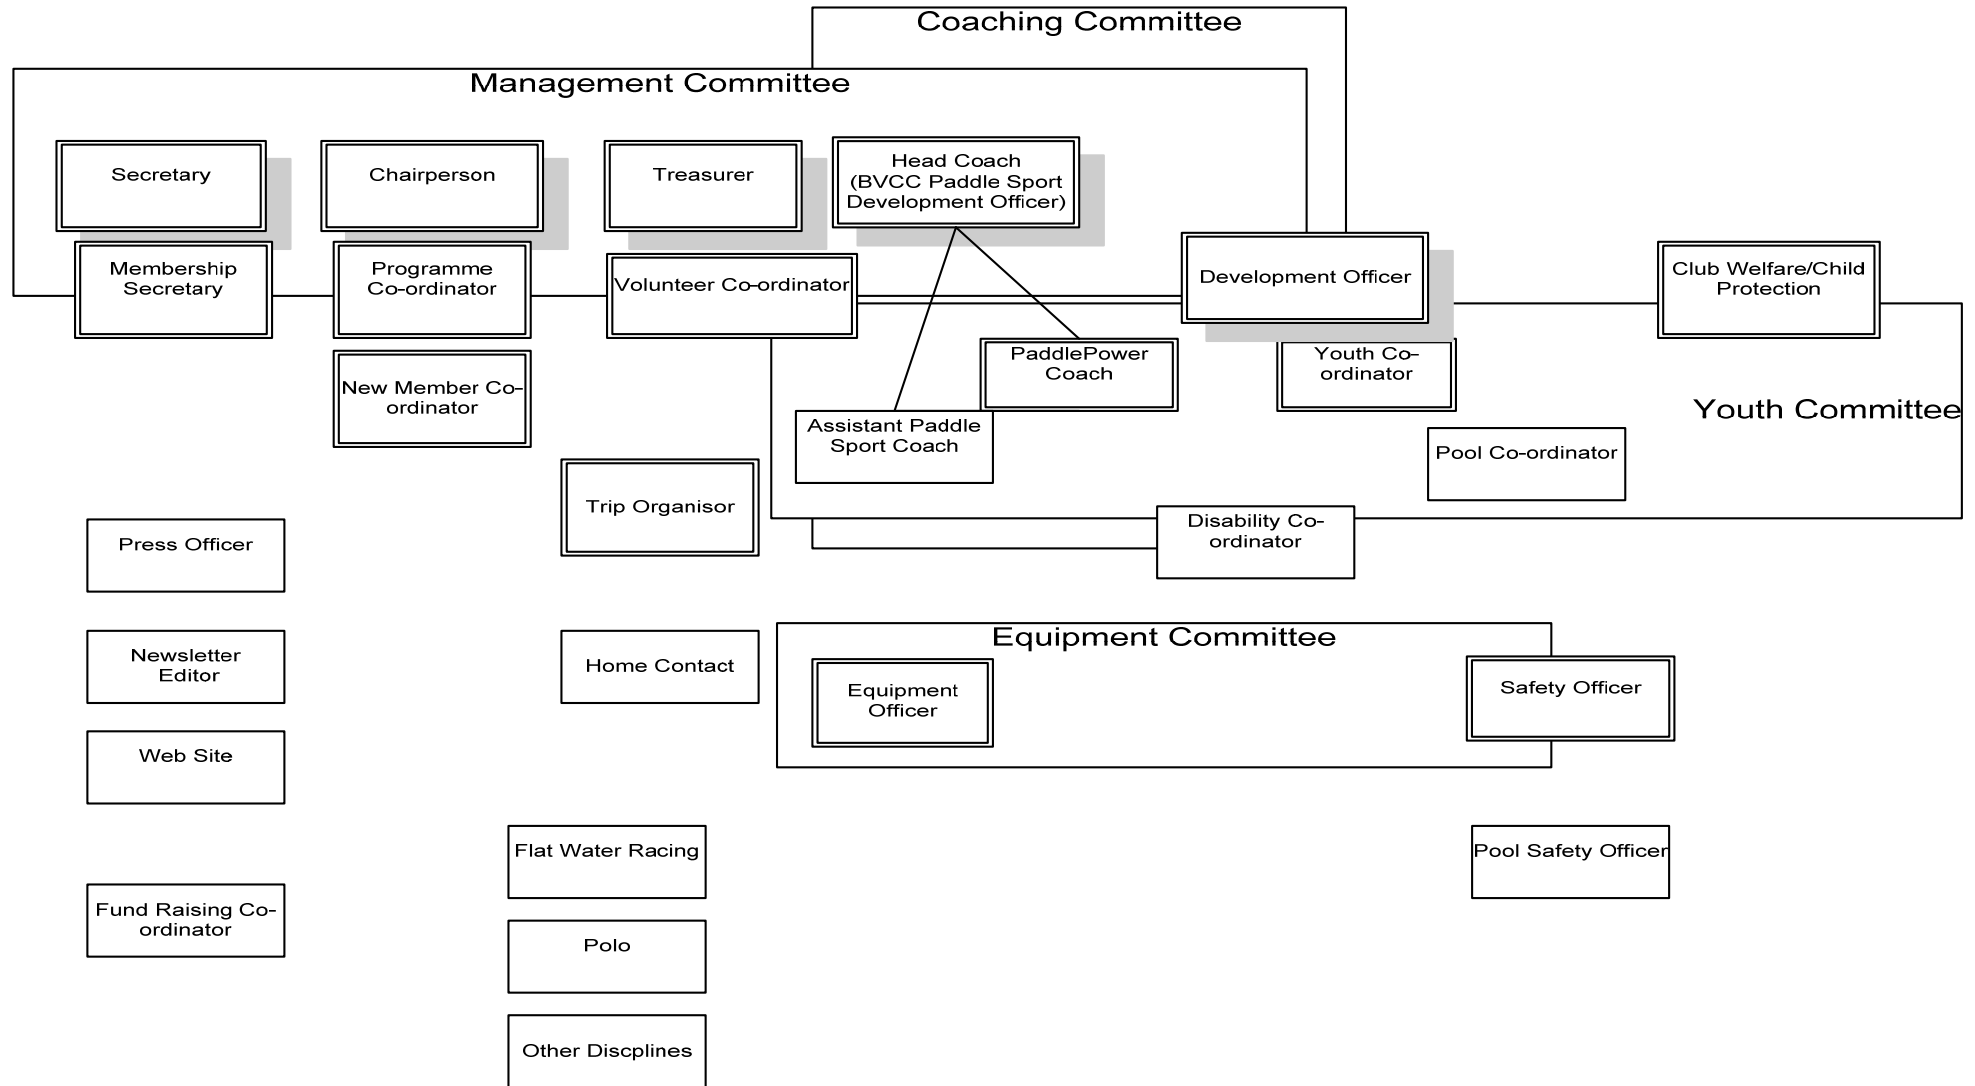 Coaching Committee
Management Committee
Secretary
Chairperson
Treasurer
Head Coach
(BVCC Paddle Sport
Development Officer)
Membership
Secretary
Programme
Co-ordinator
Volunteer Co-ordinator
Development Officer
Club Welfare/Child
Protection
New Member Co-
ordinator
PaddlePower
Coach
Youth Co-
ordinator
Youth Committee
Assistant Paddle
Sport Coach
Pool Co-ordinator
Trip Organisor
Disability Co-
ordinator
Press Officer
Equipment Committee
Newsletter
Editor
Home Contact
Equipment
Officer
Safety Officer
Web Site
Flat Water Racing
Pool Safety Officer
Fund Raising Co-
ordinator
Polo
Other Discplines